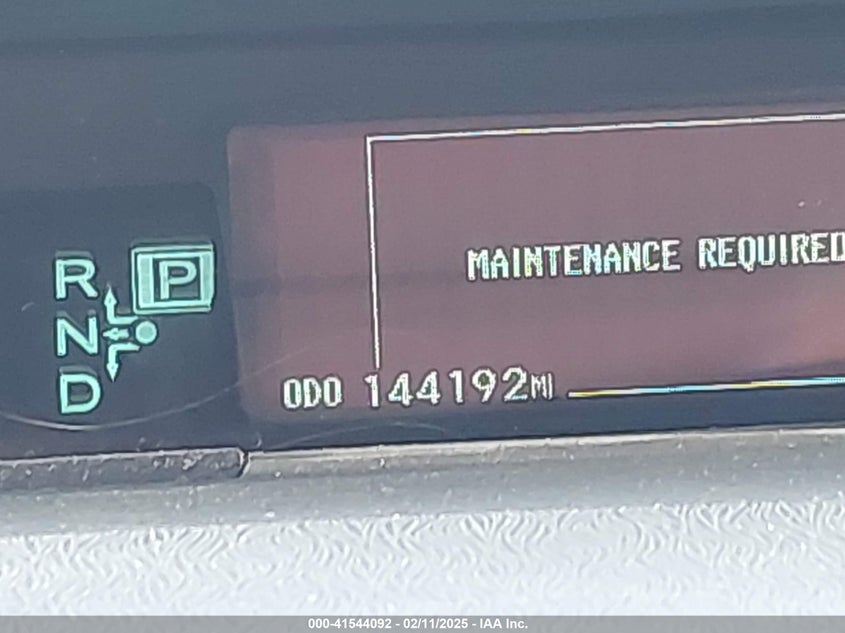 MAINTENANCE REQUIRED
R P
N
D
ODO 144192MI
000-41544092 - 02/11/2025 - IAA Inc.